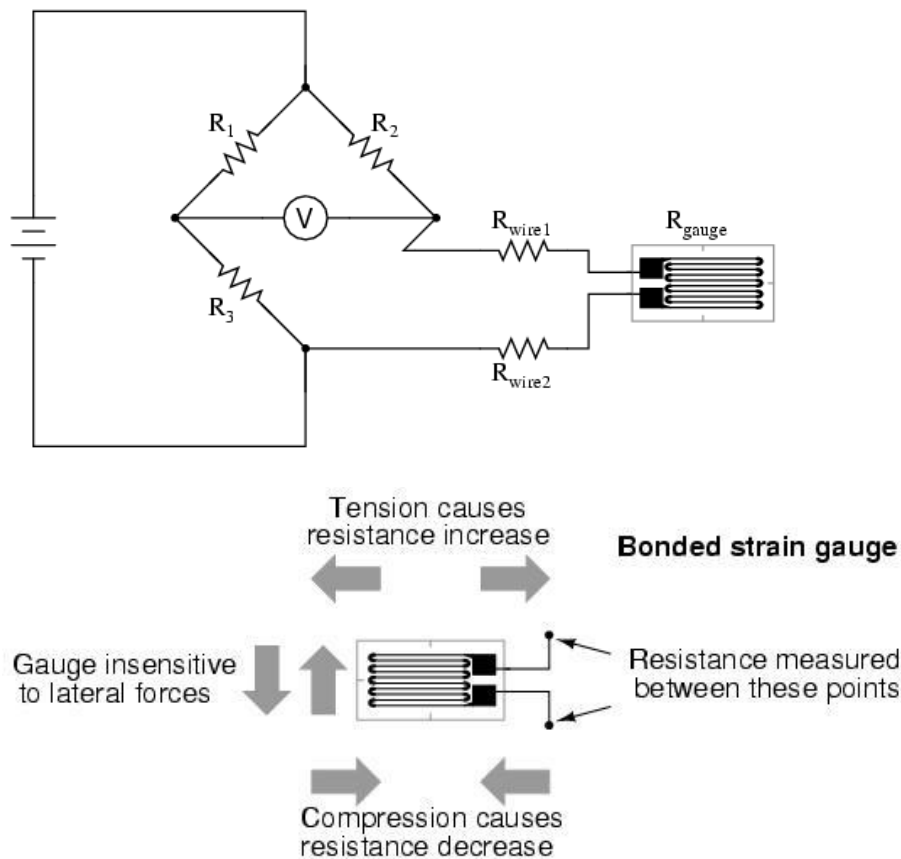 R1
R2
V
R3
Rwire1
Rgauge
Rwire2
Tension causes
resistance increase
Bonded strain gauge
Gauge insensitive
to lateral forces
Resistance measured
between these points
Compression causes
resistance decrease